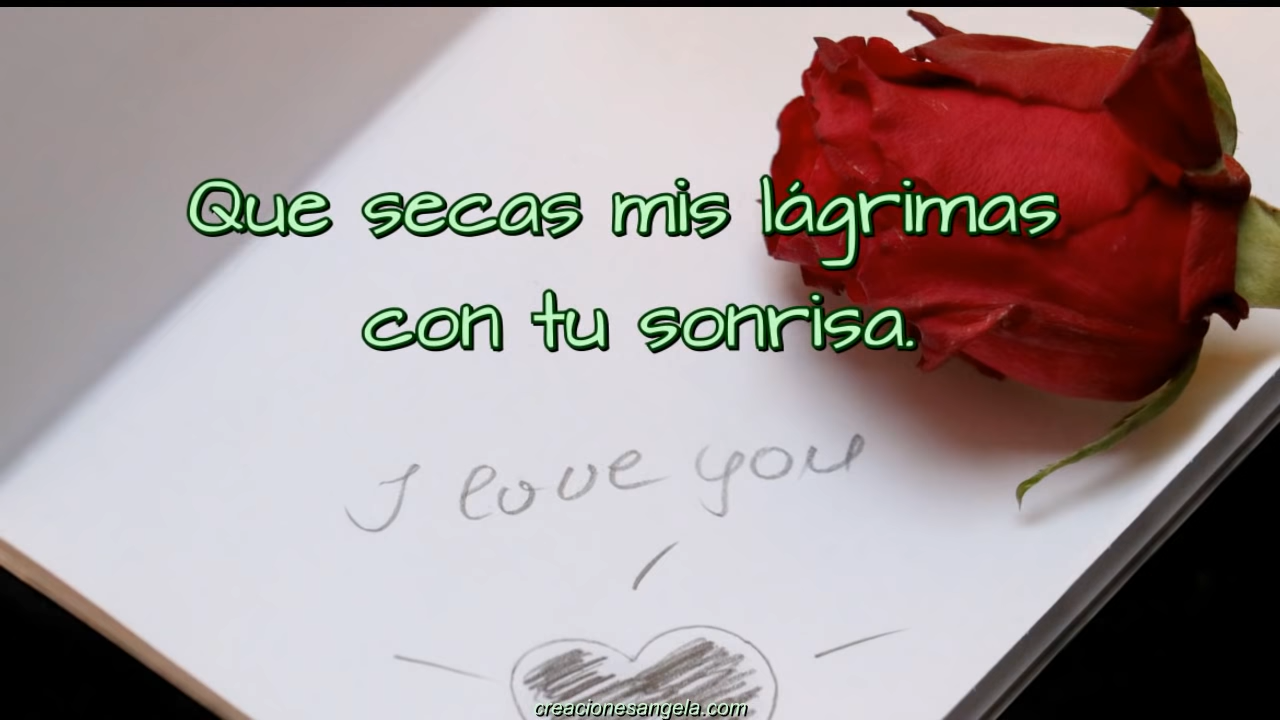 Que secas mis lágrimas
con tu sonrisa.
I love you
creacionesangela.com